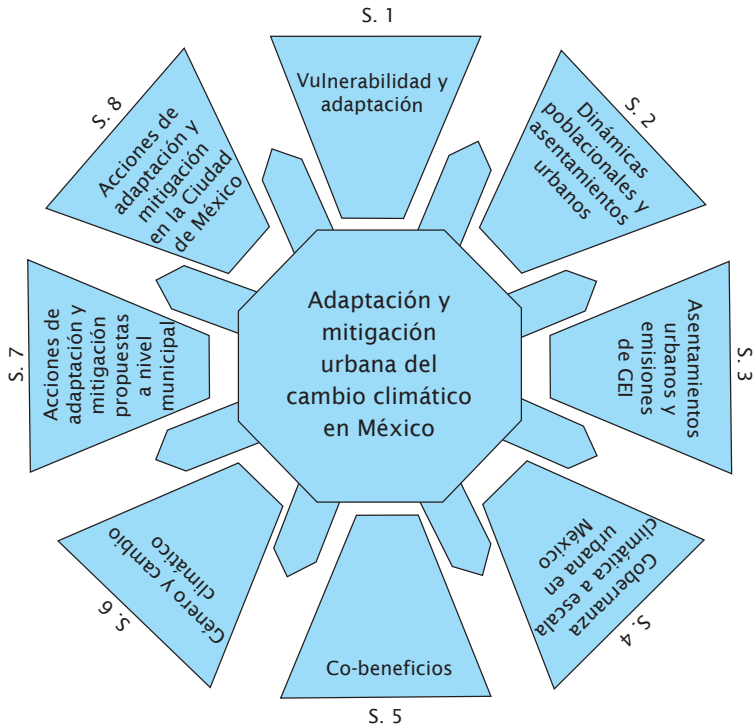 S. 1
Vulnerabilidad y
adaptación
S. 2
Dinámicas
poblacionales y
asentamientos
urbanos
S. 3
Asentamientos
urbanos y
emisiones
de GEI
S. 4
Gobernanza
climática a escala
urbana en
México
S. 5
Co-beneficios
S. 6
Género y cambio
climático
S. 7
Acciones de
adaptación y
mitigación
propuestas
a nivel
municipal
S. 8
Acciones de
adaptación y
mitigación
en la Ciudad
de México
Adaptación y
mitigación
urbana del
cambio climático
en México